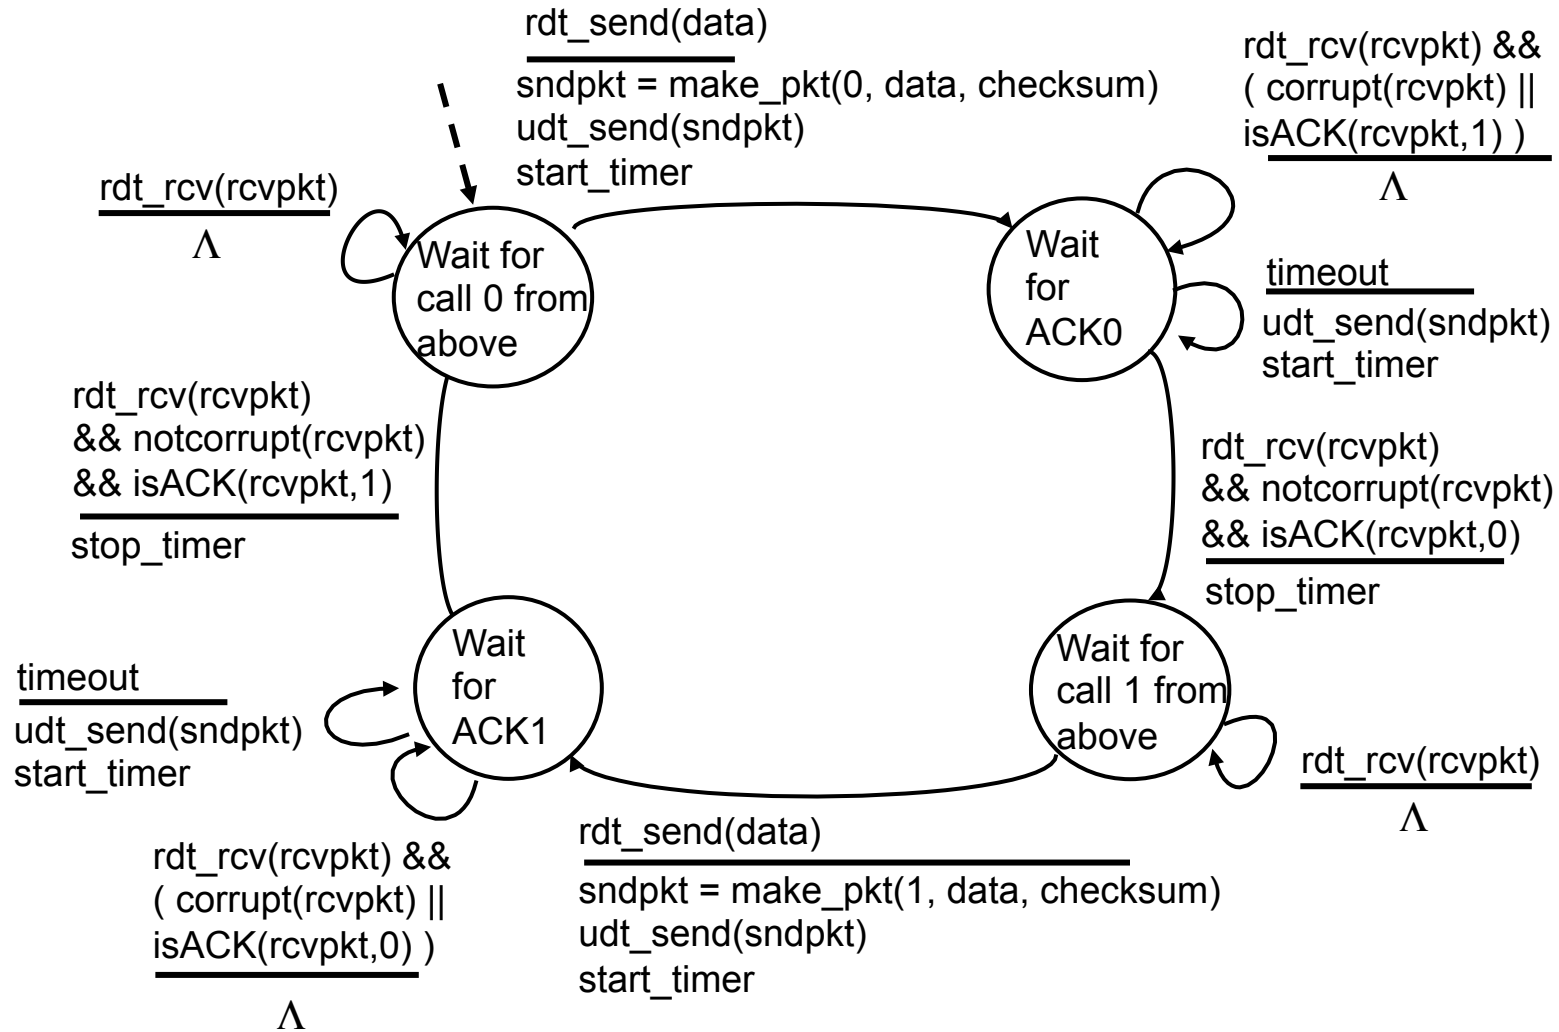 rdt_send(data)
sndpkt = make_pkt(0, data, checksum)
udt_send(sndpkt)
start_timer
rdt_rcv(rcvpkt) &&
( corrupt(rcvpkt) ||
isACK(rcvpkt,1) )
Λ
rdt_rcv(rcvpkt)
Λ
Wait for
call 0 from
above
Wait
for
ACK0
timeout
udt_send(sndpkt)
start_timer
rdt_rcv(rcvpkt)
&& notcorrupt(rcvpkt)
&& isACK(rcvpkt,1)
stop_timer
rdt_rcv(rcvpkt)
&& notcorrupt(rcvpkt)
&& isACK(rcvpkt,0)
stop_timer
Wait
for
ACK1
Wait for
call 1 from
above
timeout
udt_send(sndpkt)
start_timer
rdt_rcv(rcvpkt)
Λ
rdt_rcv(rcvpkt) &&
( corrupt(rcvpkt) ||
isACK(rcvpkt,0) )
Λ
rdt_send(data)
sndpkt = make_pkt(1, data, checksum)
udt_send(sndpkt)
start_timer